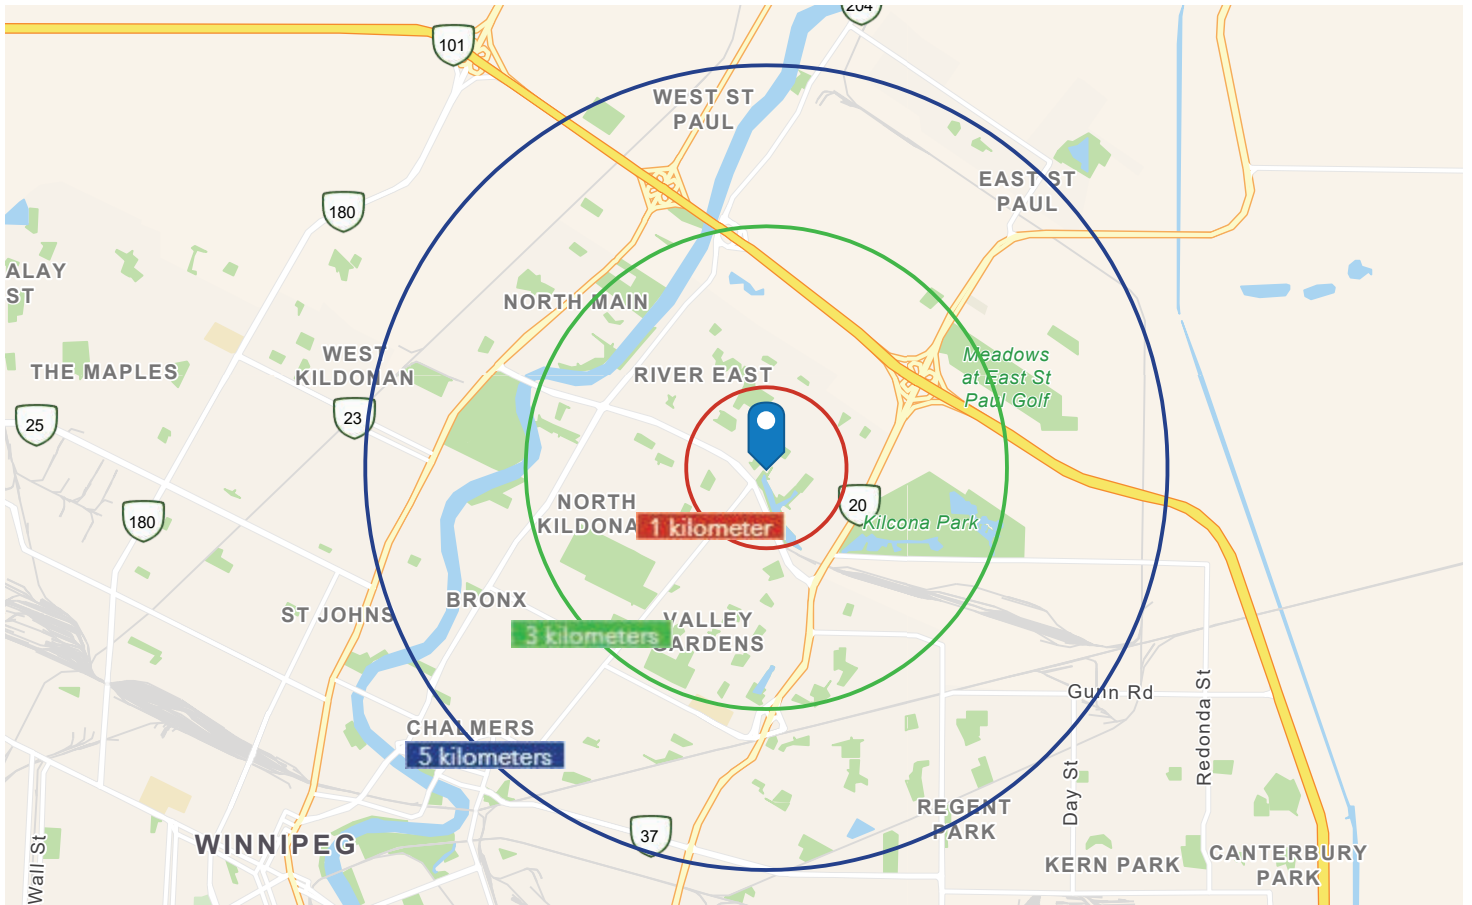 204
101
WEST ST
PAUL
EAST ST
PAUL
180
ALAY
ST
NORTH MAIN
WEST
KILDONAN
THE MAPLES
RIVER EAST
Meadows
at East St
Paul Golf
25
23
180
NORTH
KILDONA
1 kilometer
20
Kilcona Park
BRONX
ST JOHNS
3 kilometers
VALLEY
GARDENS
Gunn Rd
Redonda St
CHALMERS
5 kilometers
Day St
REGENT
PARK
37
WINNIPEG
Wall St
KERN PARK
CANTERBURY
PARK